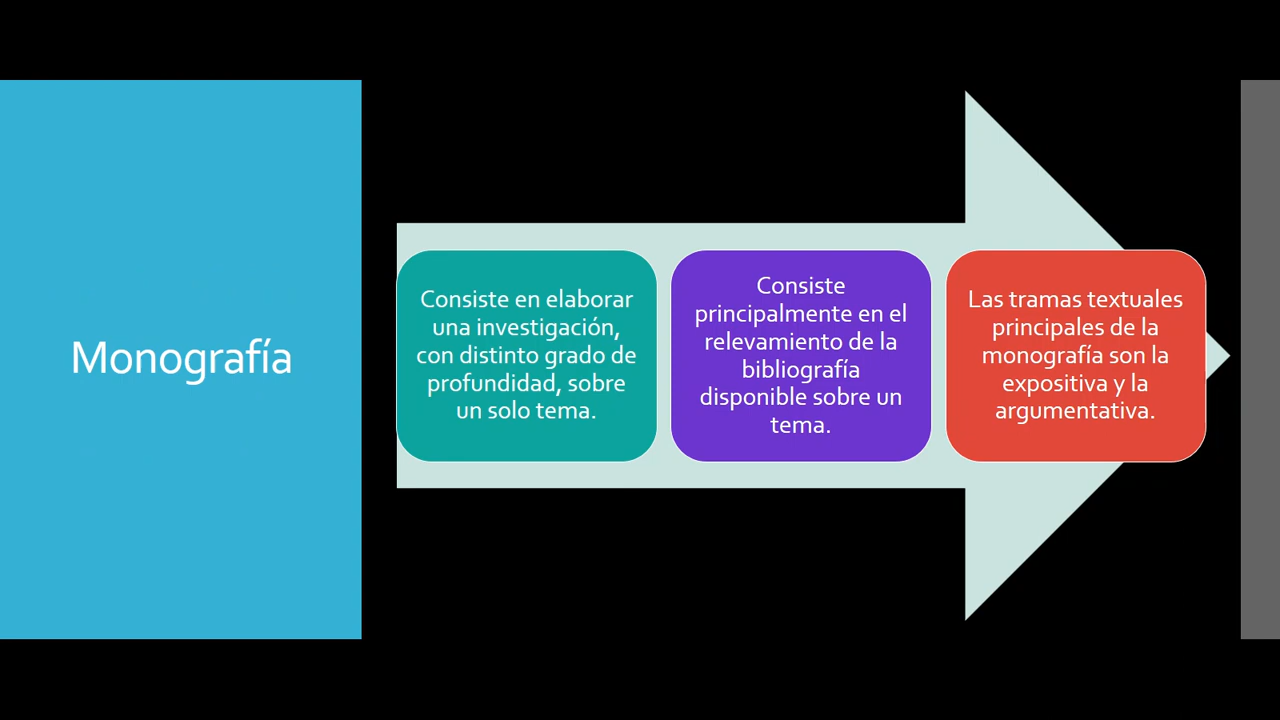 Monografía
Consiste en elaborar
una investigación,
con distinto grado de
profundidad, sobre
un solo tema.
Consiste
principalmente en el
relevamiento de la
bibliografía
disponible sobre un
tema.
Las tramas textuales
principales de la
monografía son la
expositiva y la
argumentativa.